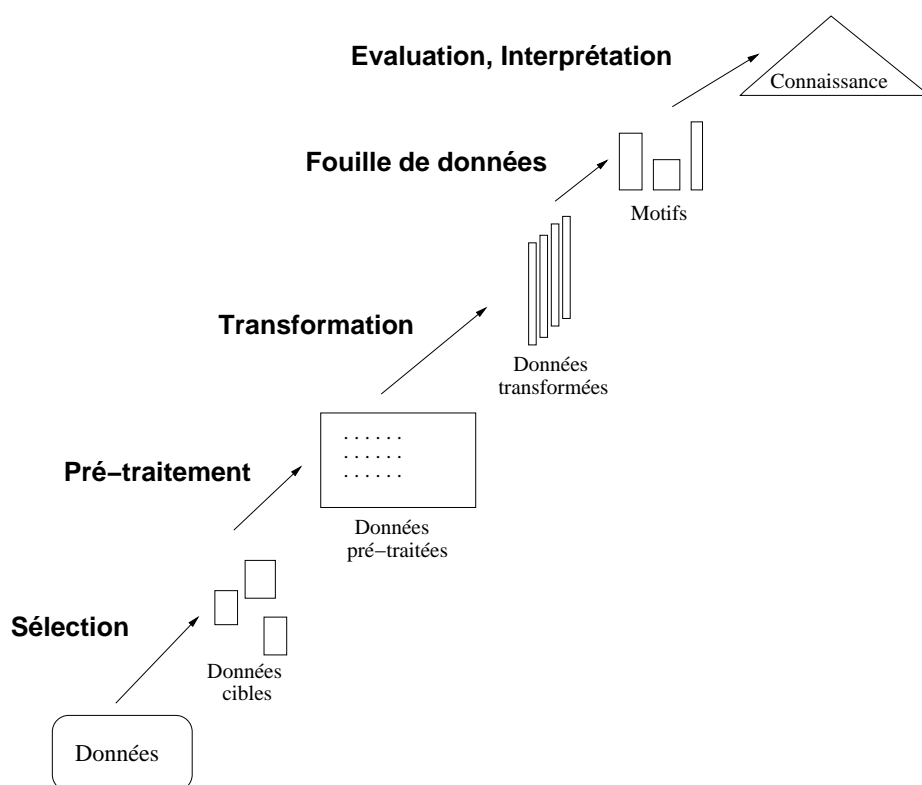 Evaluation, Interprétation
Connaissance
Fouille de données
Motifs
Transformation
Données
transformées
Pré−traitement
Données
pré−traitées
Sélection
Données
cibles
Données